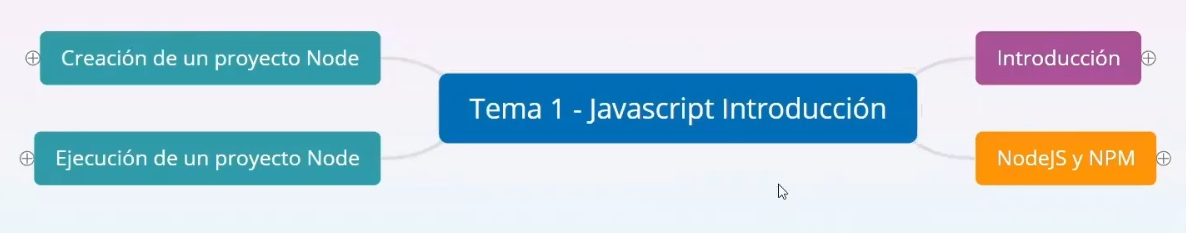 Creación de un proyecto Node
Introducción
Tema 1 - Javascript Introducción
Ejecución de un proyecto Node
NodeJS y NPM